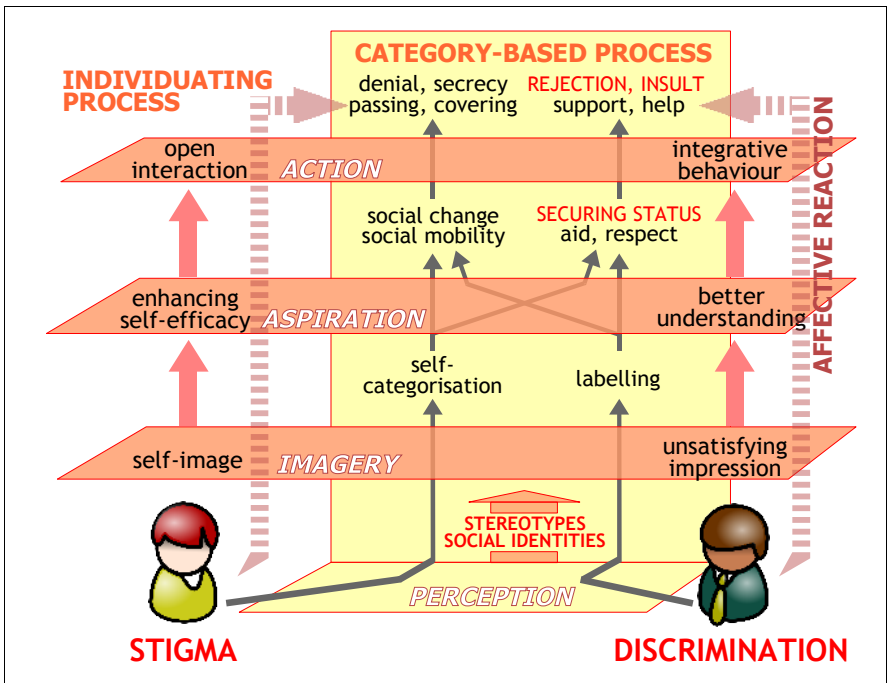 CATEGORY-BASED PROCESS
INDIVIDUATING
PROCESS
denial, secrecy
passing, covering
REJECTION, INSULT
support, help
open
interaction
ACTION
integrative
behaviour
AFFECTIVE REACTION
social change
social mobility
SECURING STATUS
aid, respect
enhancing
self-efficacy
ASPIRATION
better
understanding
self-
categorisation
labelling
self-image
IMAGERY
unsatisfying
impression
STEREOTYPES
SOCIAL IDENTITIES
PERCEPTION
STIGMA
DISCRIMINATION